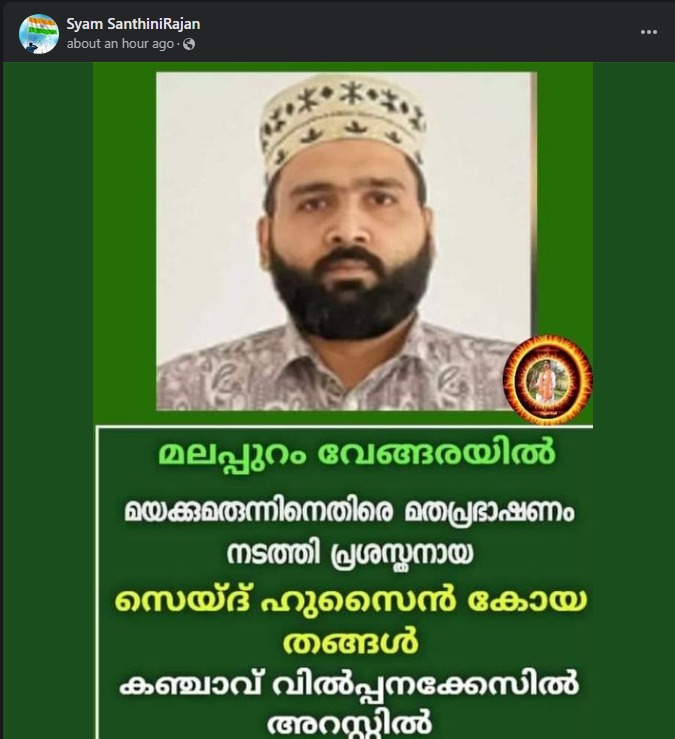 Syam SanthiniRajan
about an hour ago ·
മലപ്പുറം വേങ്ങരയിൽ
മയക്കുമരുന്നിനെതിരെ മതപ്രഭാഷണം
നടത്തി പ്രശസ്തനായ
സെയ്ദ് ഹുസൈൻ കോയ
തങ്ങൾ
കഞ്ചാവ് വിൽപ്പനക്കേസിൽ
അറസ്റ്റിൽ